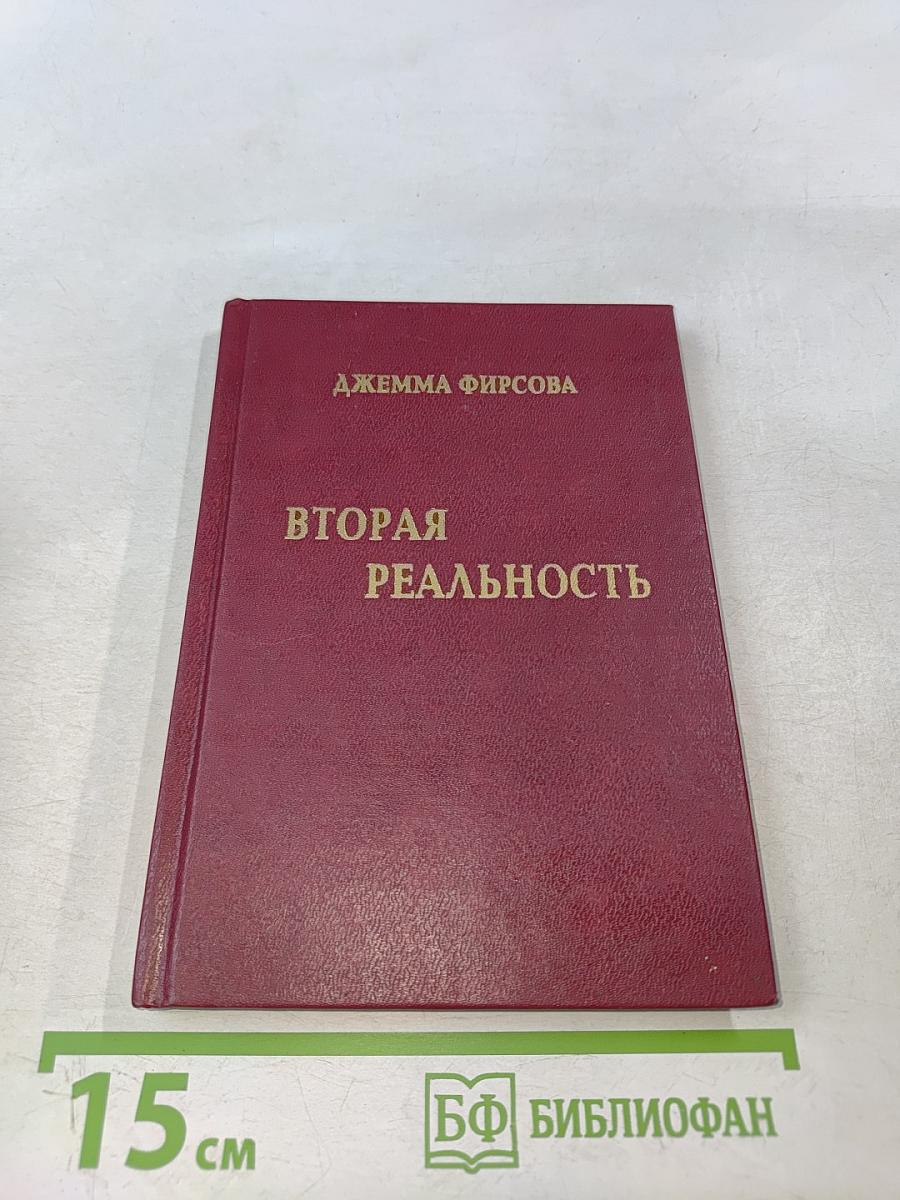 ДЖЕММА ФИРСОВА
ВТОРАЯ
РЕАЛЬНОСТЬ
15 см
БФ БИБЛИОФАН